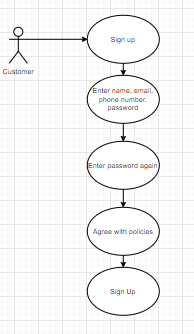 Sign up
Customer
Enter name, email,
phone number,
password
Enter password again
Agree with policies
Sign Up